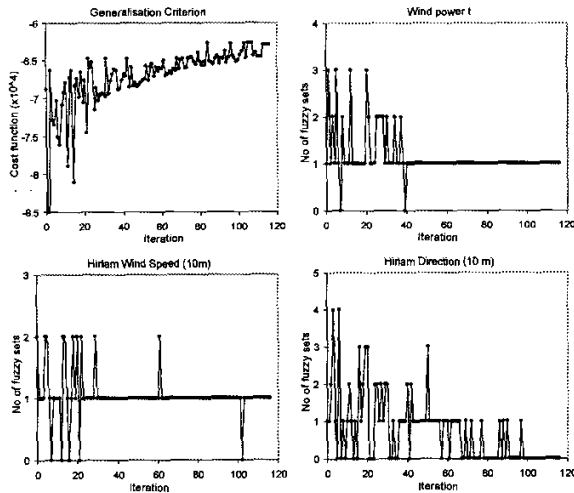 Generalisation Criterion
Cost function (x10^4)
-6
-6.5
-7
-7.5
-8
-8.5
0 20 40 60 80 100 120
Iteration
Wind power t
No of fuzzy sets
4
3
2
1
0
0 20 40 60 80 100 120
Iteration
Hirlam Wind Speed (10m)
No of fuzzy sets
3
2
1
0
0 20 40 60 80 100 120
Iteration
Hirlam Direction (10 m)
No of fuzzy sets
5
4
3
2
1
0
0 20 40 60 80 100 120
Iteration